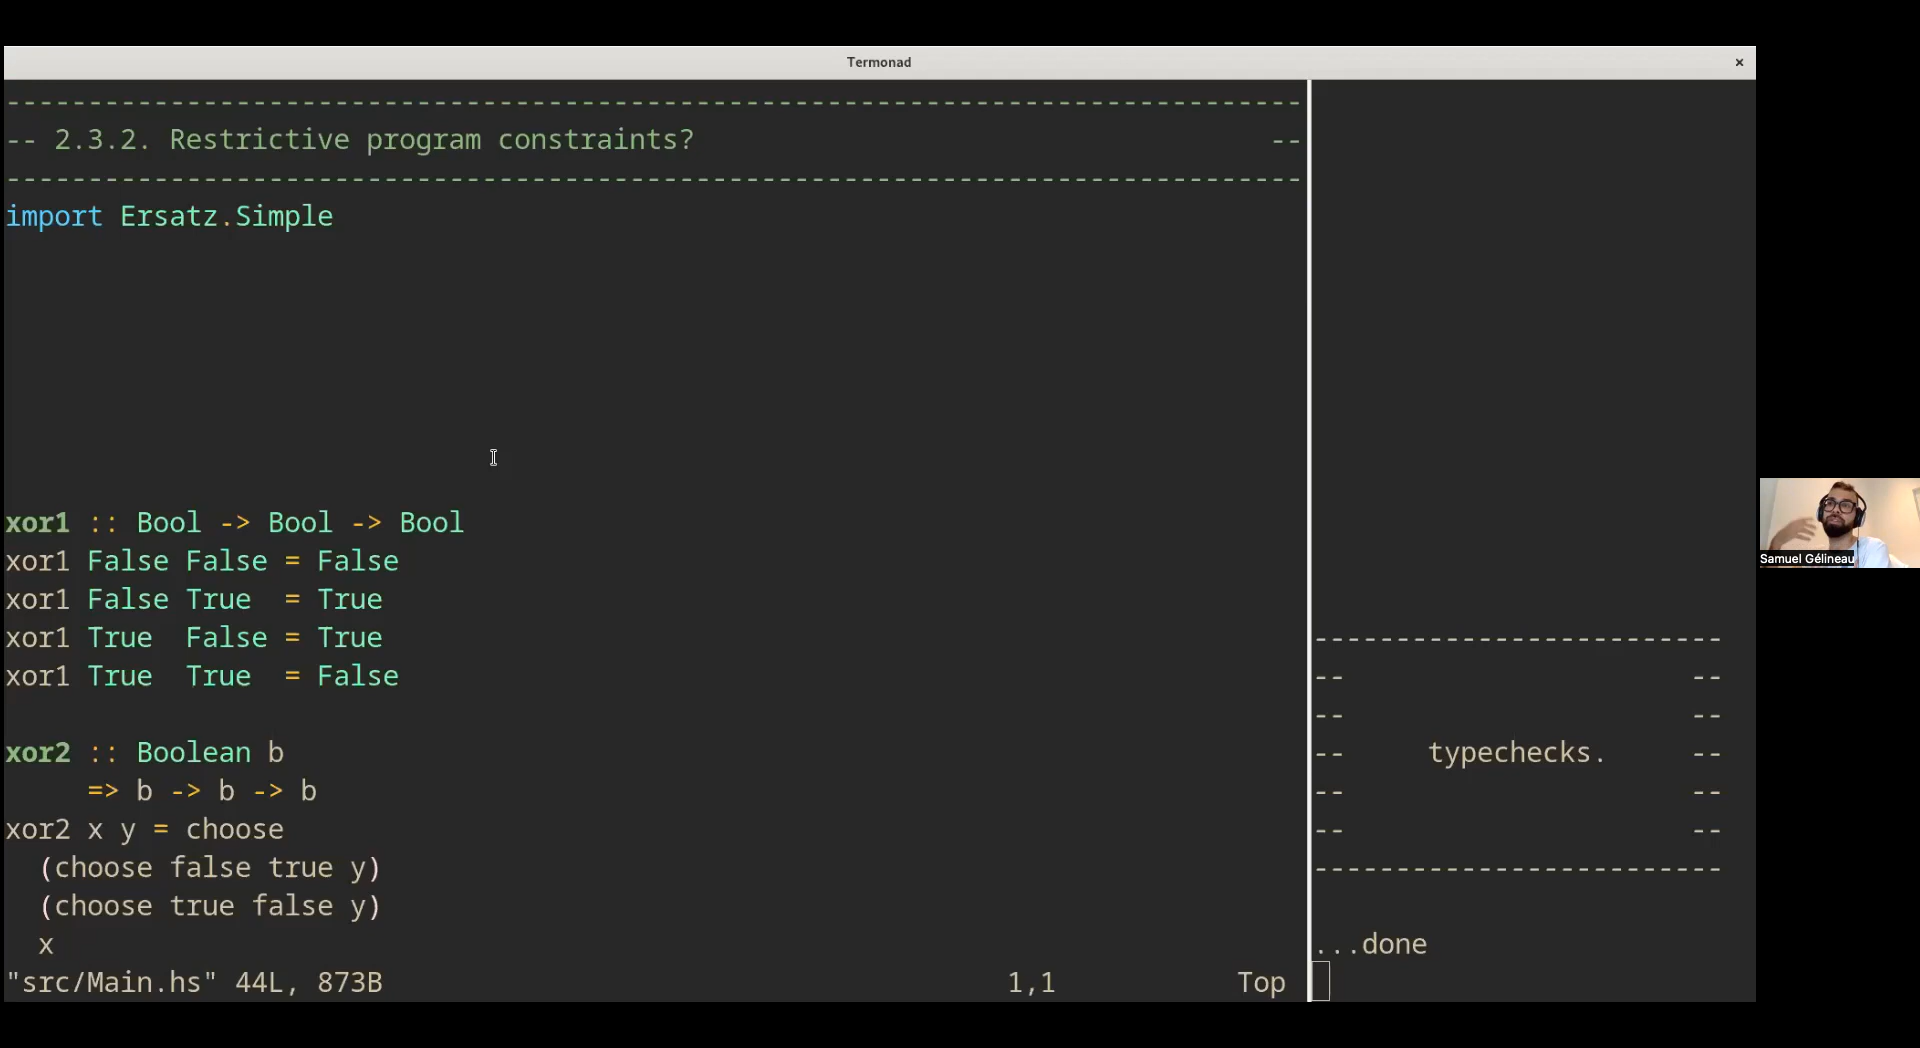 Termonad
×
--------------------------------------------------------------------------------
-- 2.3.2. Restrictive program constraints? --
--------------------------------------------------------------------------------
import Ersatz.Simple
xor1 :: Bool -> Bool -> Bool
xor1 False False = False
xor1 False True  = True
xor1 True  False = True
xor1 True  True  = False
xor2 :: Boolean b
     => b -> b -> b
xor2 x y = choose
  (choose false true y)
  (choose true false y)
  x
"src/Main.hs" 44L, 873B 1,1 Top
-------------------------
-- --
-- --
-- typechecks. --
-- --
-- --
-------------------------
...done
Samuel Gélineau